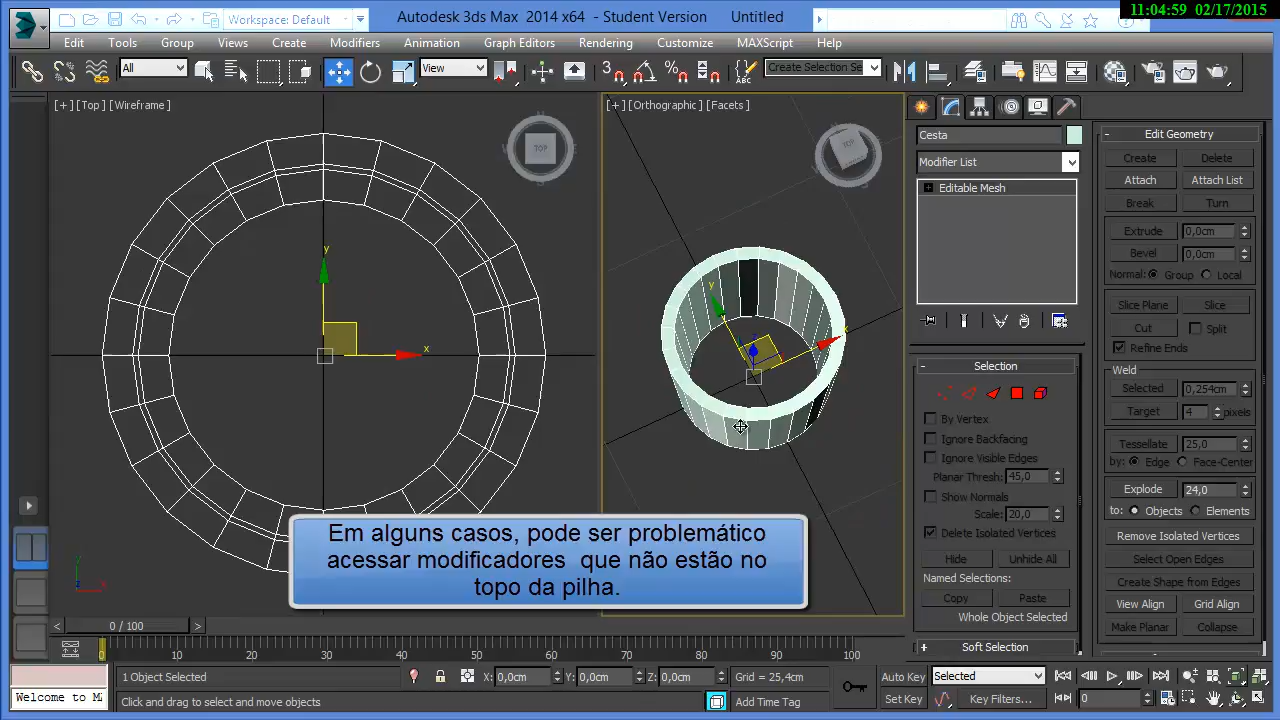 Workspace: Default
Autodesk 3ds Max 2014 x64 - Student Version Untitled
11:04:59 02/17/2015
Edit Tools Group Views Create Modifiers Animation Graph Editors Rendering Customize MAXScript Help
All
View
3
ABC
Create Selection Se
[+] [Top] [Wireframe]
TOP
y
x
[+] [Orthographic] [Facets]
TOP
y
x
Cesta
Modifier List
Editable Mesh
Selection
By Vertex
Ignore Backfacing
Ignore Visible Edges
Planar Thresh: 45,0
Show Normals
Scale: 20,0
Delete Isolated Vertices
Hide Unhide All
Named Selections:
Copy Paste
Whole Object Selected
Soft Selection
Edit Geometry
Create Delete
Attach Attach List
Break Turn
Extrude 0,0cm
Bevel 0,0cm
Normal: Group Local
Slice Plane Slice
Cut Split
Refine Ends
Weld
Selected 0,254cm
Target 4 pixels
Tessellate 25,0
by: Edge Face-Center
Explode 24,0
to: Objects Elements
Remove Isolated Vertices
Select Open Edges
Create Shape from Edges
View Align Grid Align
Make Planar Collapse
Em alguns casos, pode ser problemático
acessar modificadores que não estão no
topo da pilha.
< 0 / 100 >
0 10 20 30 40 50 60 70 80 90 100
1 Object Selected X: 0,0cm Y: 0,0cm Z: 0,0cm Grid = 25,4cm Auto Key Selected
Welcome to MA Click and drag to select and move objects Add Time Tag Set Key Key Filters... 0